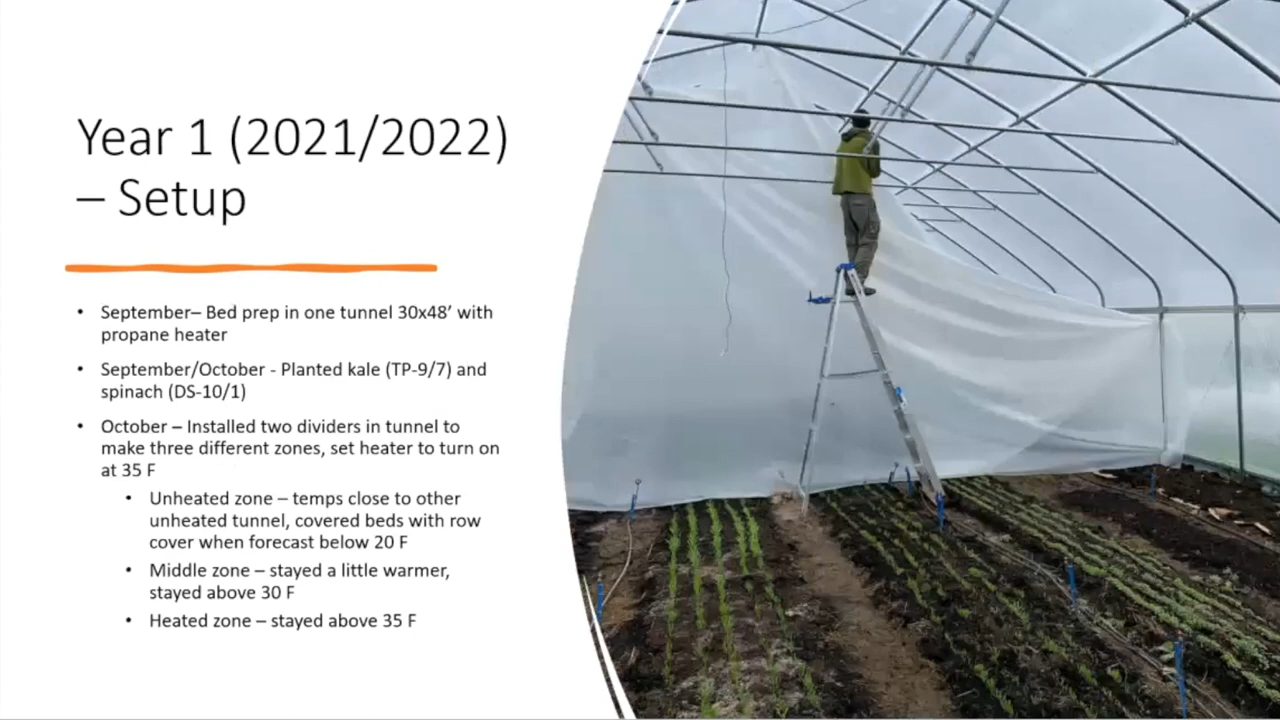 Year 1 (2021/2022)
– Setup
• September– Bed prep in one tunnel 30x48’ with
propane heater
• September/October - Planted kale (TP-9/7) and
spinach (DS-10/1)
• October – Installed two dividers in tunnel to
make three different zones, set heater to turn on
at 35 F
• Unheated zone – temps close to other
unheated tunnel, covered beds with row
cover when forecast below 20 F
• Middle zone – stayed a little warmer,
stayed above 30 F
• Heated zone – stayed above 35 F